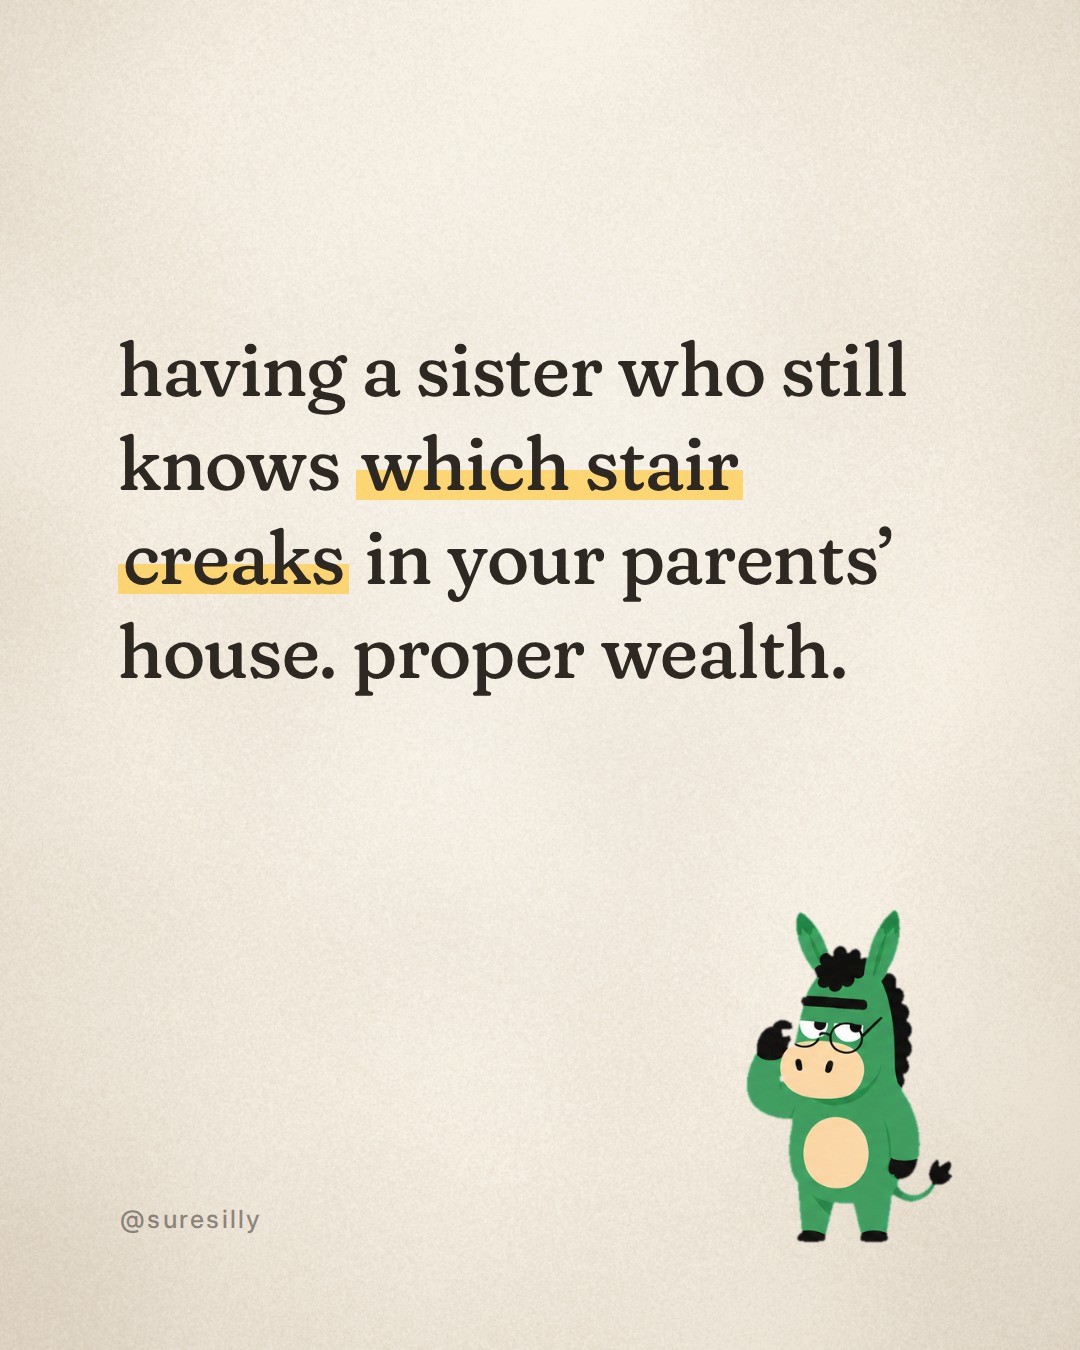 having a sister who still
knows which stair
creaks in your parents’
house. proper wealth.
@suresilly